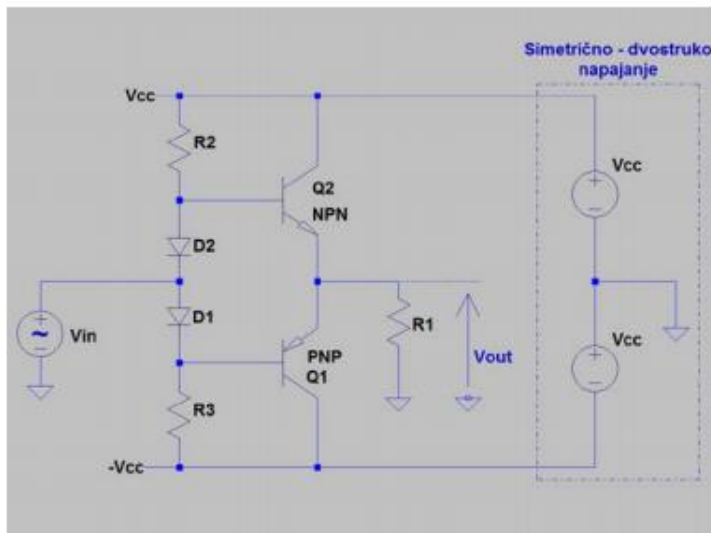 Simetrično - dvostruko
napajanje
Vcc
R2
Q2
NPN
Vcc
D2
D1
Vin
R1
Vout
PNP
Q1
Vcc
R3
-Vcc